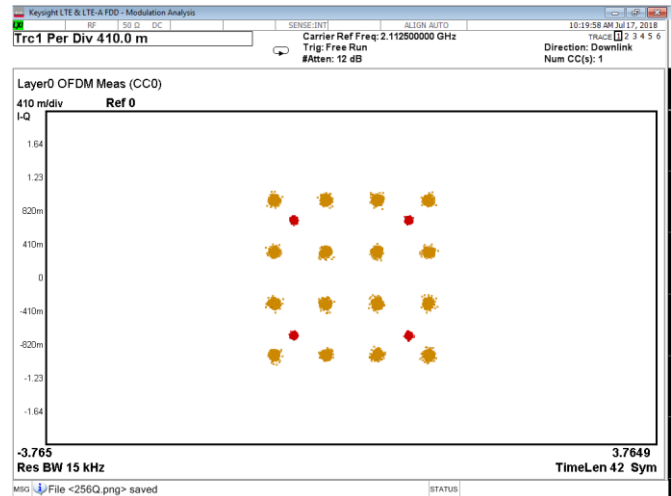 Keysight LTE & LTE-A FDD - Modulation Analysis
RF 50 Ω DC SENSE:INT ALIGN AUTO 10:19:58 AM Jul 17, 2018
Trc1 Per Div 410.0 m
Carrier Ref Freq: 2.112500000 GHz
TRACE 1 2 3 4 5 6
Trig: Free Run
Direction: Downlink
#Atten: 12 dB
Num CC(s): 1
Layer0 OFDM Meas (CC0)
410 m/div Ref 0
I-Q
1.64
1.23
820m
410m
0
-410m
-820m
-1.23
-1.64
-3.765 3.7649
Res BW 15 kHz TimeLen 42 Sym
MSG File <256Q.png> saved STATUS